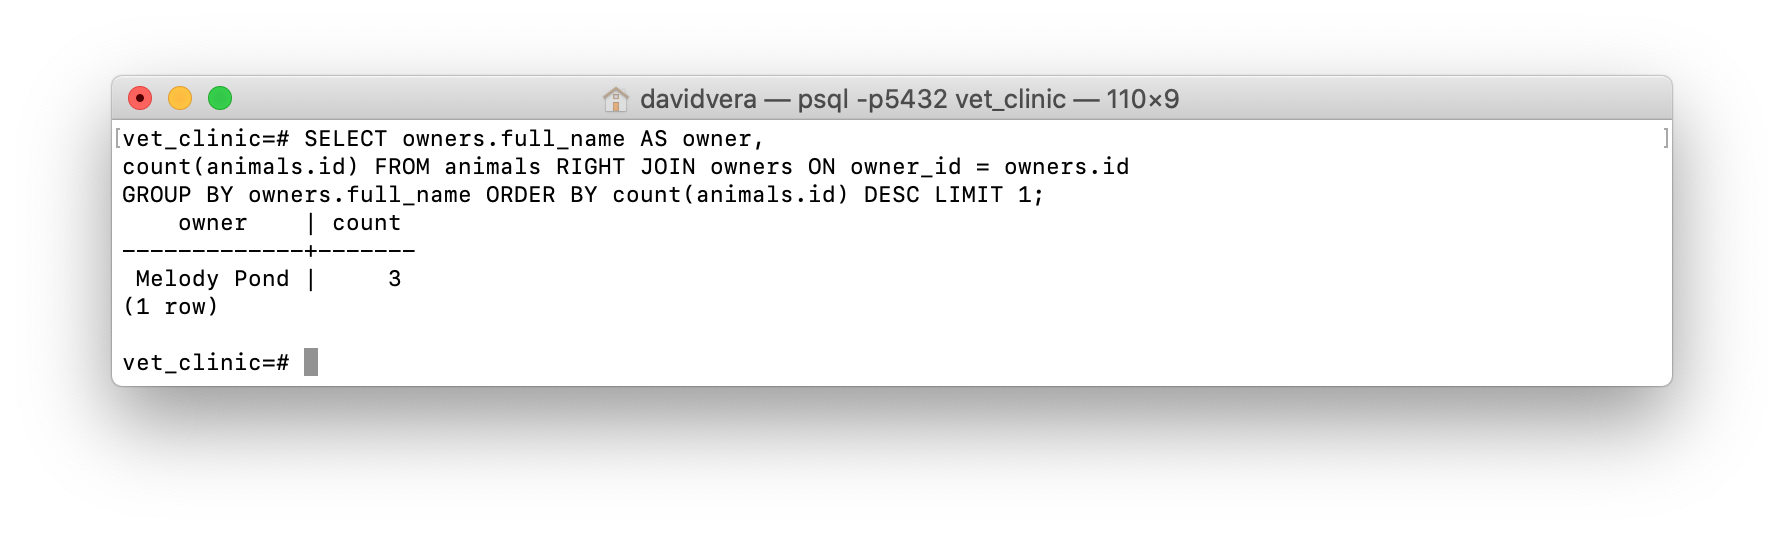 davidvera — psql -p5432 vet_clinic — 110×9
[vet_clinic=# SELECT owners.full_name AS owner, ]
count(animals.id) FROM animals RIGHT JOIN owners ON owner_id = owners.id
GROUP BY owners.full_name ORDER BY count(animals.id) DESC LIMIT 1;
    owner    | count
-------------+-------
 Melody Pond |     3
(1 row)
vet_clinic=#